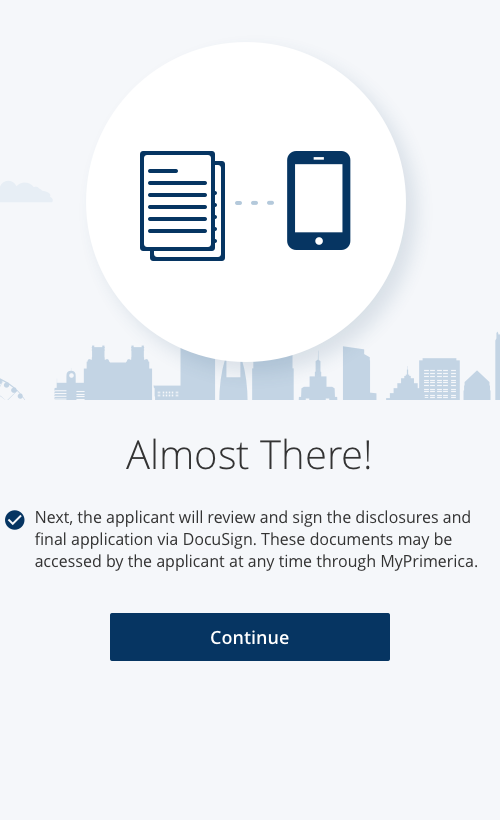 Almost There!
Next, the applicant will review and sign the disclosures and
final application via DocuSign. These documents may be
accessed by the applicant at any time through MyPrimerica.
Continue